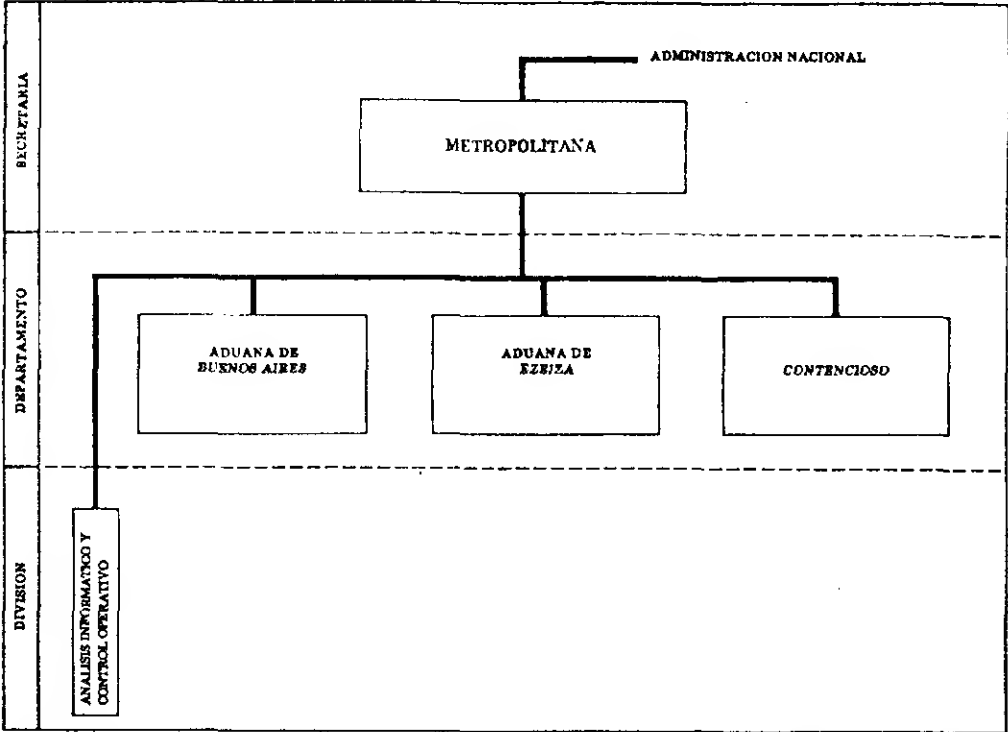 SECRETARIA
ADMINISTRACION NACIONAL
METROPOLITANA
DEPARTAMENTO
ADUANA DE
BUENOS AIRES
ADUANA DE
EZEIZA
CONTENCIOSO
DIVISION
ANALISIS INFORMATICO Y
CONTROL OPERATIVO